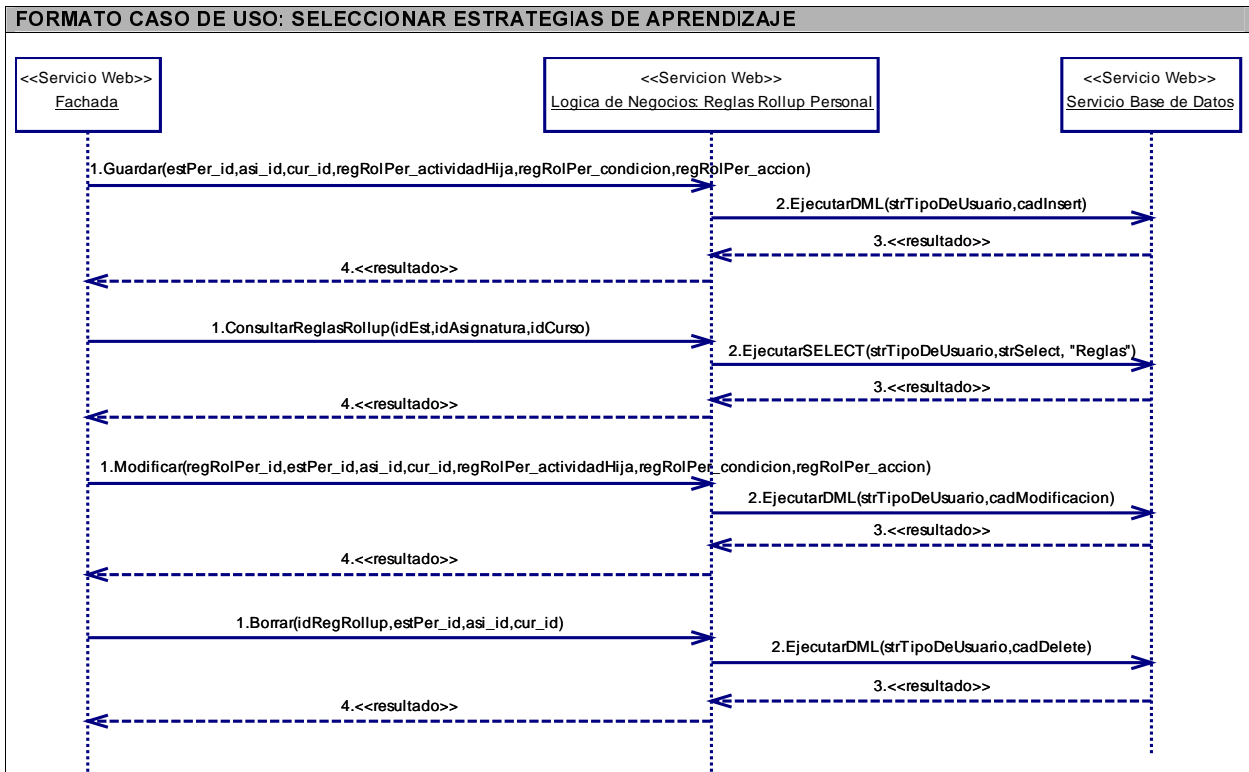 FORMATO CASO DE USO: SELECCIONAR ESTRATEGIAS DE APRENDIZAJE
<<Servicio Web>>
Fachada
<<Servicion Web>>
Logica de Negocios: Reglas Rollup Personal
<<Servicio Web>>
Servicio Base de Datos
1.Guardar(estPer_id,asi_id,cur_id,regRolPer_actividadHija,regRolPer_condicion,regRolPer_accion)
2.EjecutarDML(strTipoDeUsuario,cadInsert)
3.<<resultado>>
4.<<resultado>>
1.ConsultarReglasRollup(idEst,idAsignatura,idCurso)
2.EjecutarSELECT(strTipoDeUsuario,strSelect, "Reglas")
3.<<resultado>>
4.<<resultado>>
1.Modificar(regRolPer_id,estPer_id,asi_id,cur_id,regRolPer_actividadHija,regRolPer_condicion,regRolPer_accion)
2.EjecutarDML(strTipoDeUsuario,cadModificacion)
3.<<resultado>>
4.<<resultado>>
1.Borrar(idRegRollup,estPer_id,asi_id,cur_id)
2.EjecutarDML(strTipoDeUsuario,cadDelete)
3.<<resultado>>
4.<<resultado>>